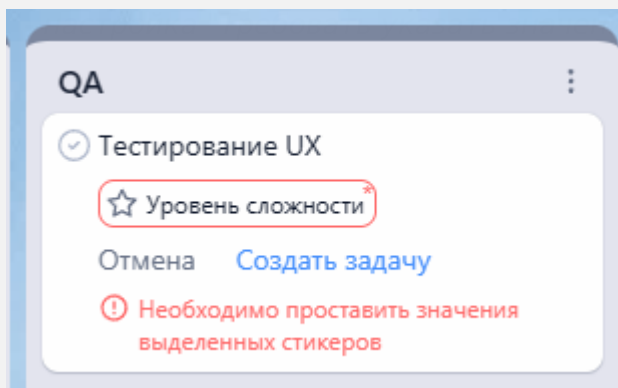 QA
Тестирование UX
Уровень сложности*
Отмена Создать задачу
Необходимо проставить значения
выделенных стикеров